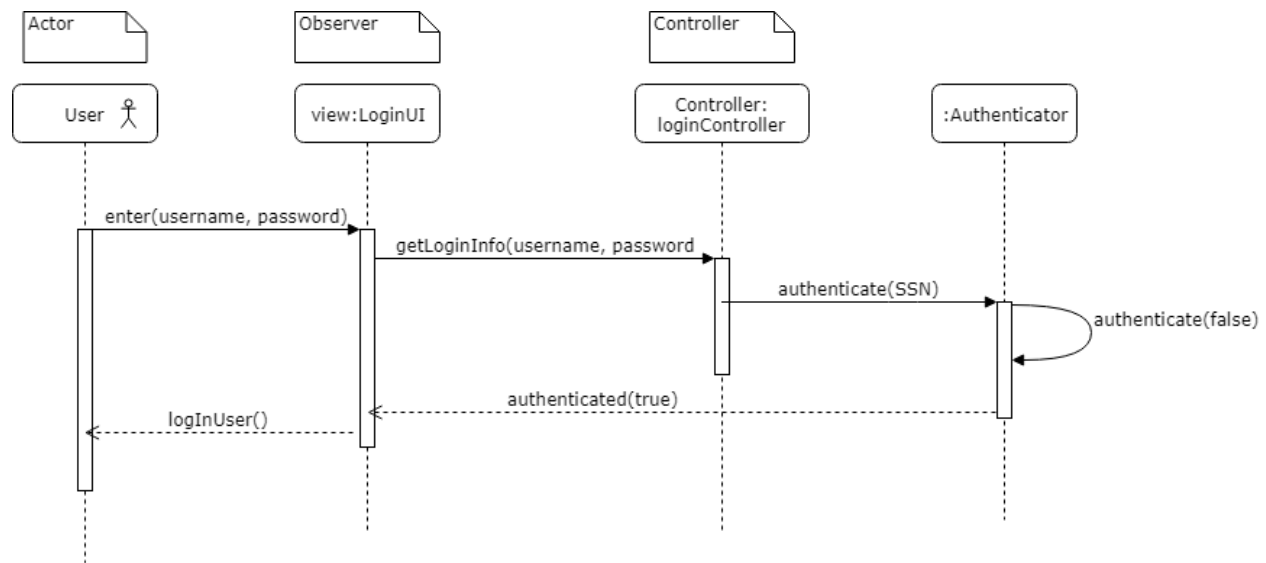 Actor
Observer
Controller
User
view:LoginUI
Controller:
loginController
:Authenticator
enter(username, password)
getLoginInfo(username, password
authenticate(SSN)
authenticate(false)
authenticated(true)
logInUser()